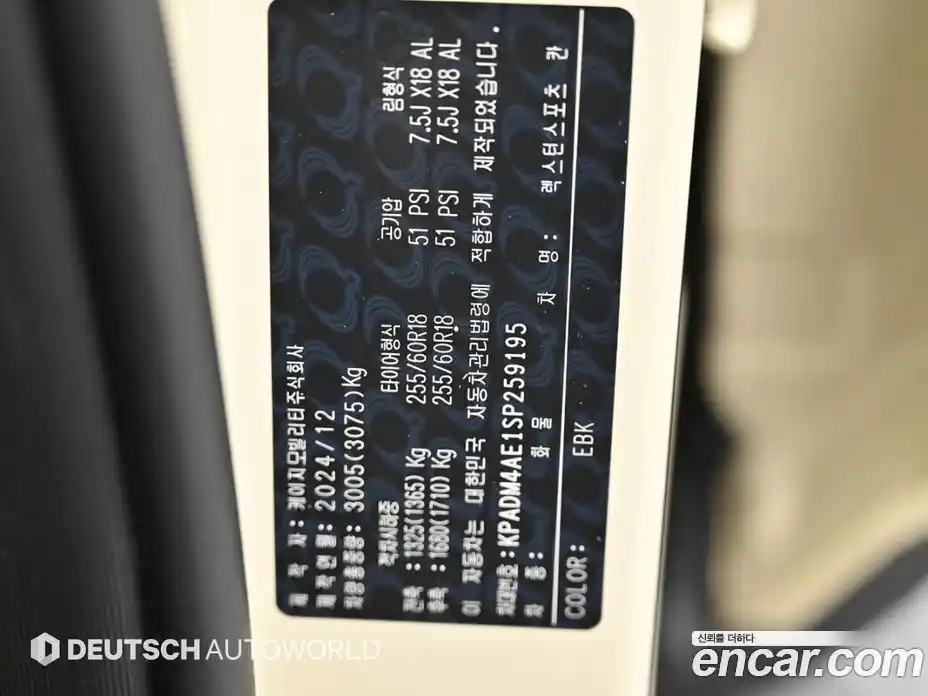 제 작 자 : 케이지모빌리티주식회사
제작연월 : 2024/12
차량총중량 : 3005(3075)Kg
적차시하중 타이어형식 공기압 림형식
전축 : 1325(1365) Kg 255/60R18 51 PSI 7.5J X18 AL
후축 : 1680(1710) Kg 255/60R18 51 PSI 7.5J X18 AL
이 자동차는 대한민국 자동차관리법령에 적합하게 제작되었습니다.
차대번호 : KPADM4AE1SP259195
차 종 : 화 물 차 명 : 렉스턴스포츠 칸
COLOR : EBK
DEUTSCH AUTOWORLD
신뢰를 더하다
encar.com